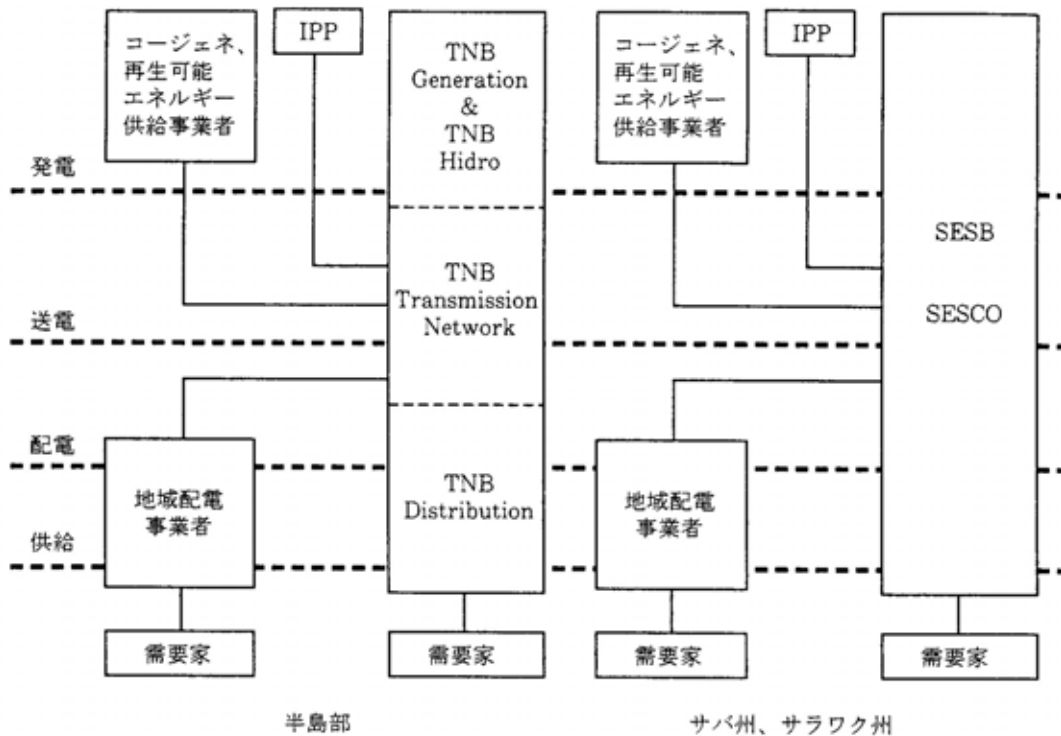 コージェネ、
再生可能
エネルギー
供給事業者
IPP
TNB
Generation
&
TNB
Hidro
コージェネ、
再生可能
エネルギー
供給事業者
IPP
発電
TNB
Transmission
Network
SESB
SESCO
送電
配電
地域配電
事業者
TNB
Distribution
地域配電
事業者
供給
需要家
需要家
需要家
需要家
半島部
サバ州、サラワク州